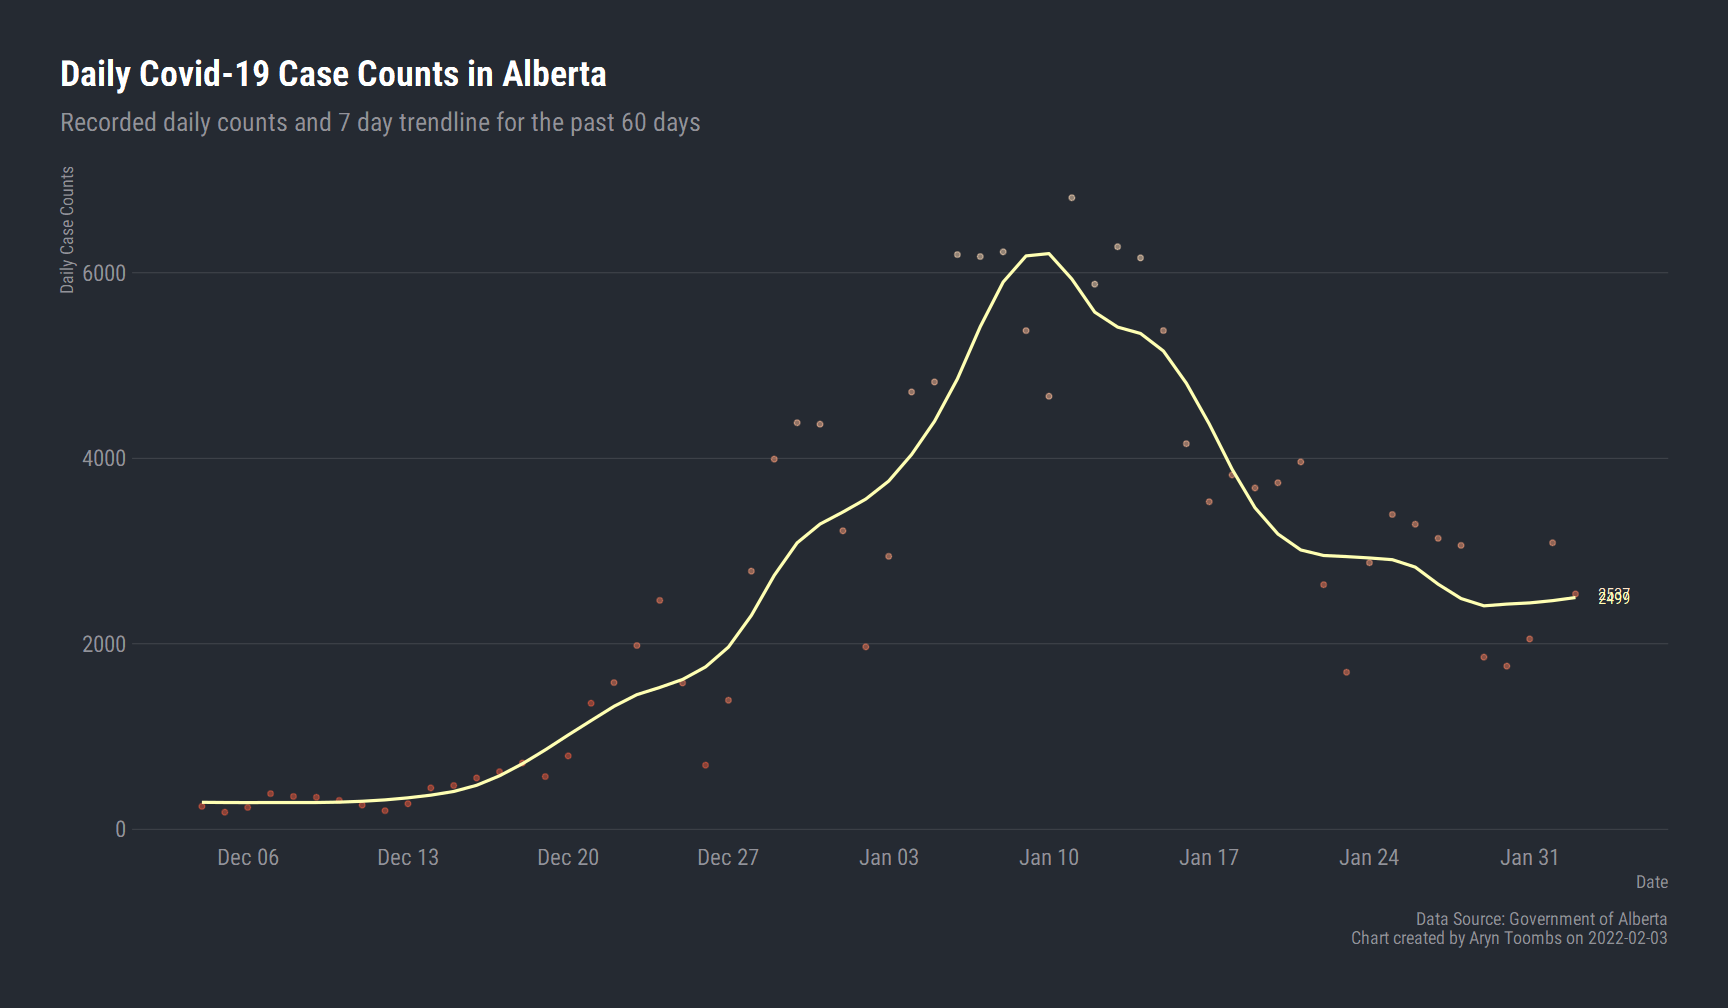 Daily Covid-19 Case Counts in Alberta
Recorded daily counts and 7 day trendline for the past 60 days
Daily Case Counts
6000
4000
2000
0
2537
2499
Dec 06 Dec 13 Dec 20 Dec 27 Jan 03 Jan 10 Jan 17 Jan 24 Jan 31
Date
Data Source: Government of Alberta
Chart created by Aryn Toombs on 2022-02-03